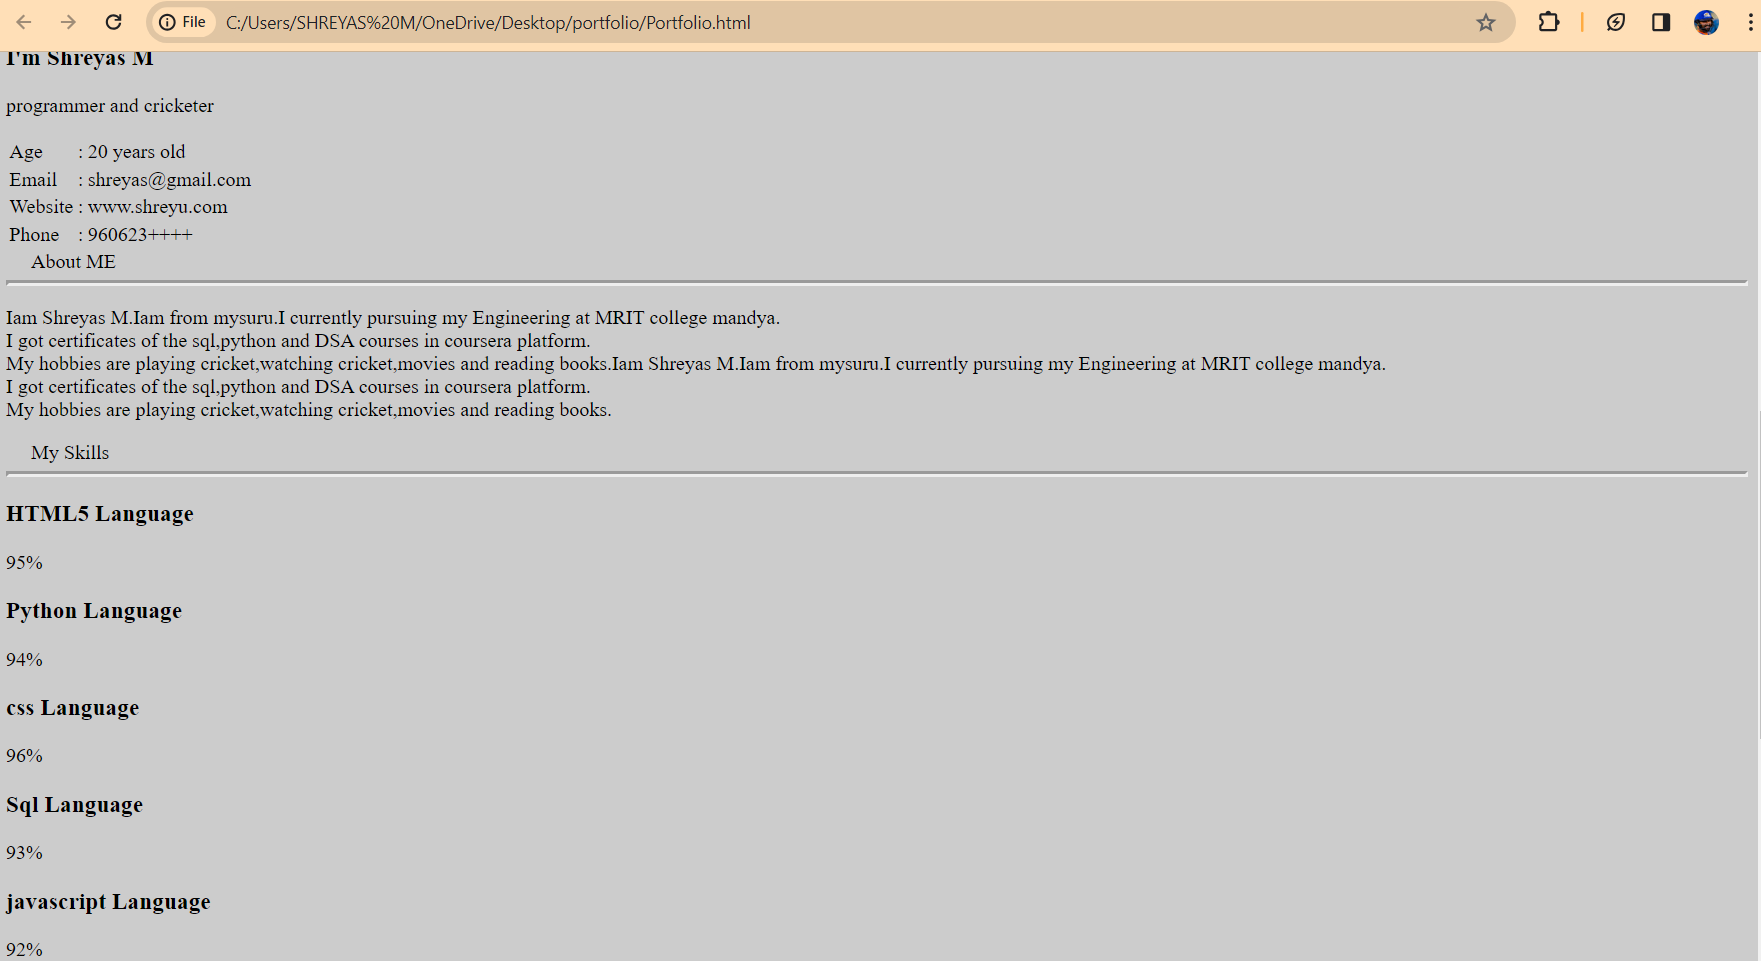 File C:/Users/SHREYAS%20M/OneDrive/Desktop/portfolio/Portfolio.html
I'm Shreyas M
programmer and cricketer
Age : 20 years old
Email : shreyas@gmail.com
Website : www.shreyu.com
Phone : 960623++++
About ME
Iam Shreyas M.Iam from mysuru.I currently pursuing my Engineering at MRIT college mandya.
I got certificates of the sql,python and DSA courses in coursera platform.
My hobbies are playing cricket,watching cricket,movies and reading books.Iam Shreyas M.Iam from mysuru.I currently pursuing my Engineering at MRIT college mandya.
I got certificates of the sql,python and DSA courses in coursera platform.
My hobbies are playing cricket,watching cricket,movies and reading books.
My Skills
HTML5 Language
95%
Python Language
94%
css Language
96%
Sql Language
93%
javascript Language
92%